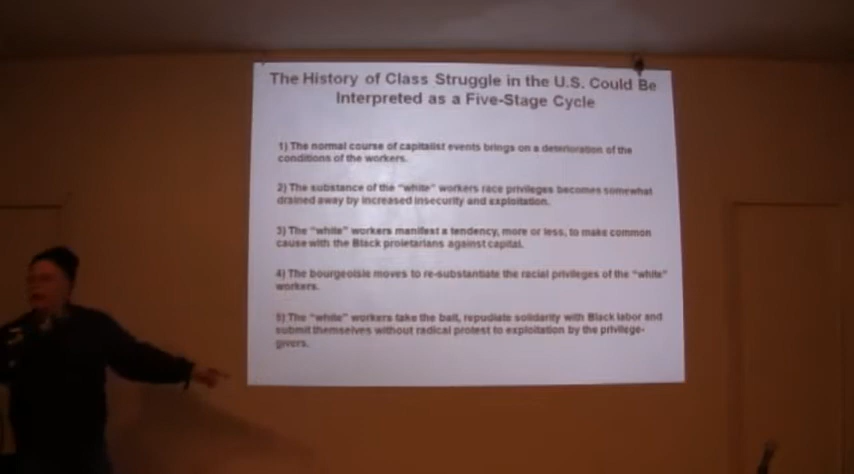 The History of Class Struggle in the U.S. Could Be
Interpreted as a Five-Stage Cycle
1) The normal course of capitalist events brings on a deterioration of the
conditions of the workers.
2) The substance of the "white" workers race privileges becomes somewhat
drained away by increased insecurity and exploitation.
3) The "white" workers manifest a tendency, more or less, to make common
cause with the Black proletarians against capital.
4) The bourgeoisie moves to re-substantiate the racial privileges of the "white"
workers.
5) The "white" workers take the bait, repudiate solidarity with Black labor and
submit themselves without radical protest to exploitation by the privilege-
givers.